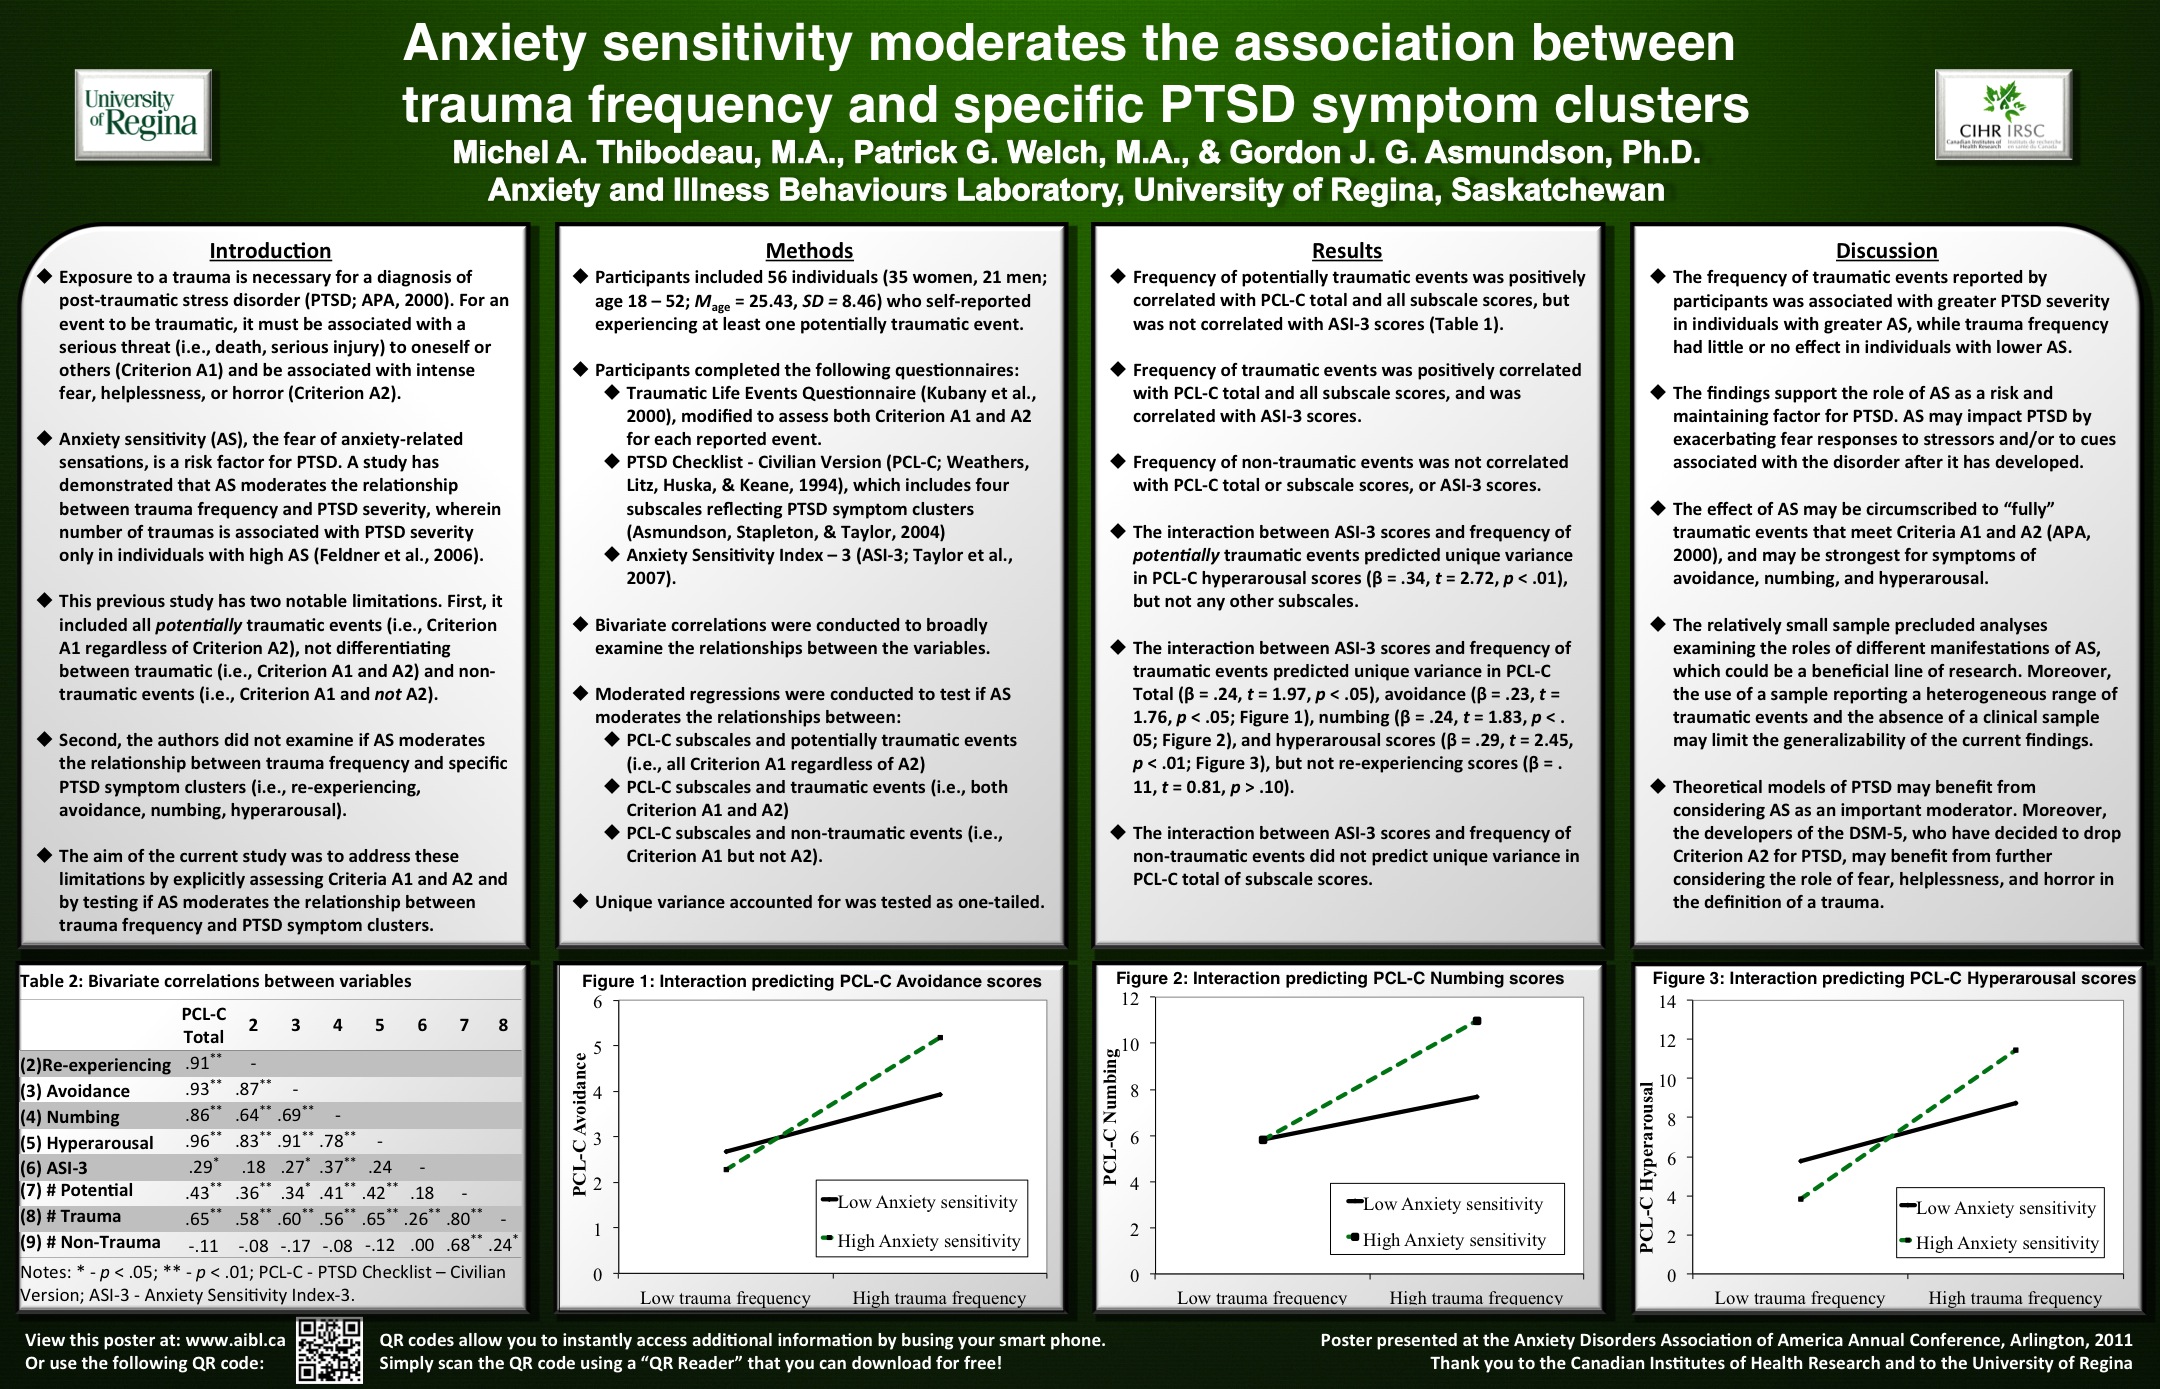 Anxiety sensitivity moderates the association between
trauma frequency and specific PTSD symptom clusters
Michel A. Thibodeau, M.A., Patrick G. Welch, M.A., & Gordon J. G. Asmundson, Ph.D.
Anxiety and Illness Behaviours Laboratory, University of Regina, Saskatchewan
University
of Regina
CIHR IRSC
Canadian Institutes of Health Research
Instituts de recherche en santé du Canada
Introduction
◆ Exposure to a trauma is necessary for a diagnosis of
post-traumatic stress disorder (PTSD; APA, 2000). For an
event to be traumatic, it must be associated with a
serious threat (i.e., death, serious injury) to oneself or
others (Criterion A1) and be associated with intense
fear, helplessness, or horror (Criterion A2).
◆ Anxiety sensitivity (AS), the fear of anxiety-related
sensations, is a risk factor for PTSD. A study has
demonstrated that AS moderates the relationship
between trauma frequency and PTSD severity, wherein
number of traumas is associated with PTSD severity
only in individuals with high AS (Feldner et al., 2006).
◆ This previous study has two notable limitations. First, it
included all potentially traumatic events (i.e., Criterion
A1 regardless of Criterion A2), not differentiating
between traumatic (i.e., Criterion A1 and A2) and non-
traumatic events (i.e., Criterion A1 and not A2).
◆ Second, the authors did not examine if AS moderates
the relationship between trauma frequency and specific
PTSD symptom clusters (i.e., re-experiencing,
avoidance, numbing, hyperarousal).
◆ The aim of the current study was to address these
limitations by explicitly assessing Criteria A1 and A2 and
by testing if AS moderates the relationship between
trauma frequency and PTSD symptom clusters.
Methods
◆ Participants included 56 individuals (35 women, 21 men;
age 18 – 52; Mage = 25.43, SD = 8.46) who self-reported
experiencing at least one potentially traumatic event.
◆ Participants completed the following questionnaires:
◆ Traumatic Life Events Questionnaire (Kubany et al.,
2000), modified to assess both Criterion A1 and A2
for each reported event.
◆ PTSD Checklist - Civilian Version (PCL-C; Weathers,
Litz, Huska, & Keane, 1994), which includes four
subscales reflecting PTSD symptom clusters
(Asmundson, Stapleton, & Taylor, 2004)
◆ Anxiety Sensitivity Index – 3 (ASI-3; Taylor et al.,
2007).
◆ Bivariate correlations were conducted to broadly
examine the relationships between the variables.
◆ Moderated regressions were conducted to test if AS
moderates the relationships between:
◆ PCL-C subscales and potentially traumatic events
(i.e., all Criterion A1 regardless of A2)
◆ PCL-C subscales and traumatic events (i.e., both
Criterion A1 and A2)
◆ PCL-C subscales and non-traumatic events (i.e.,
Criterion A1 but not A2).
◆ Unique variance accounted for was tested as one-tailed.
Results
◆ Frequency of potentially traumatic events was positively
correlated with PCL-C total and all subscale scores, but
was not correlated with ASI-3 scores (Table 1).
◆ Frequency of traumatic events was positively correlated
with PCL-C total and all subscale scores, and was
correlated with ASI-3 scores.
◆ Frequency of non-traumatic events was not correlated
with PCL-C total or subscale scores, or ASI-3 scores.
◆ The interaction between ASI-3 scores and frequency of
potentially traumatic events predicted unique variance
in PCL-C hyperarousal scores (β = .34, t = 2.72, p < .01),
but not any other subscales.
◆ The interaction between ASI-3 scores and frequency of
traumatic events predicted unique variance in PCL-C
Total (β = .24, t = 1.97, p < .05), avoidance (β = .23, t =
1.76, p < .05; Figure 1), numbing (β = .24, t = 1.83, p < .
05; Figure 2), and hyperarousal scores (β = .29, t = 2.45,
p < .01; Figure 3), but not re-experiencing scores (β = .
11, t = 0.81, p > .10).
◆ The interaction between ASI-3 scores and frequency of
non-traumatic events did not predict unique variance in
PCL-C total of subscale scores.
Discussion
◆ The frequency of traumatic events reported by
participants was associated with greater PTSD severity
in individuals with greater AS, while trauma frequency
had little or no effect in individuals with lower AS.
◆ The findings support the role of AS as a risk and
maintaining factor for PTSD. AS may impact PTSD by
exacerbating fear responses to stressors and/or to cues
associated with the disorder after it has developed.
◆ The effect of AS may be circumscribed to “fully”
traumatic events that meet Criteria A1 and A2 (APA,
2000), and may be strongest for symptoms of
avoidance, numbing, and hyperarousal.
◆ The relatively small sample precluded analyses
examining the roles of different manifestations of AS,
which could be a beneficial line of research. Moreover,
the use of a sample reporting a heterogeneous range of
traumatic events and the absence of a clinical sample
may limit the generalizability of the current findings.
◆ Theoretical models of PTSD may benefit from
considering AS as an important moderator. Moreover,
the developers of the DSM-5, who have decided to drop
Criterion A2 for PTSD, may benefit from further
considering the role of fear, helplessness, and horror in
the definition of a trauma.
Table 2: Bivariate correlations between variables
PCL-C Total 2 3 4 5 6 7 8
(2)Re-experiencing .91** -
(3) Avoidance .93** .87** -
(4) Numbing .86** .64** .69** -
(5) Hyperarousal .96** .83** .91** .78** -
(6) ASI-3 .29* .18 .27* .37** .24 -
(7) # Potential .43** .36** .34* .41** .42** .18 -
(8) # Trauma .65** .58** .60** .56** .65** .26** .80** -
(9) # Non-Trauma -.11 -.08 -.17 -.08 -.12 .00 .68** .24*
Notes: * - p < .05; ** - p < .01; PCL-C - PTSD Checklist – Civilian
Version; ASI-3 - Anxiety Sensitivity Index-3.
Figure 1: Interaction predicting PCL-C Avoidance scores
PCL-C Avoidance
6
5
4
3
2
1
0
Low Anxiety sensitivity
High Anxiety sensitivity
Low trauma frequency High trauma frequency
Figure 2: Interaction predicting PCL-C Numbing scores
PCL-C Numbing
12
10
8
6
4
2
0
Low Anxiety sensitivity
High Anxiety sensitivity
Low trauma frequency High trauma frequency
Figure 3: Interaction predicting PCL-C Hyperarousal scores
PCL-C Hyperarousal
14
12
10
8
6
4
2
0
Low Anxiety sensitivity
High Anxiety sensitivity
Low trauma frequency High trauma frequency
View this poster at: www.aibl.ca
Or use the following QR code:
QR codes allow you to instantly access additional information by busing your smart phone.
Simply scan the QR code using a “QR Reader” that you can download for free!
Poster presented at the Anxiety Disorders Association of America Annual Conference, Arlington, 2011
Thank you to the Canadian Institutes of Health Research and to the University of Regina